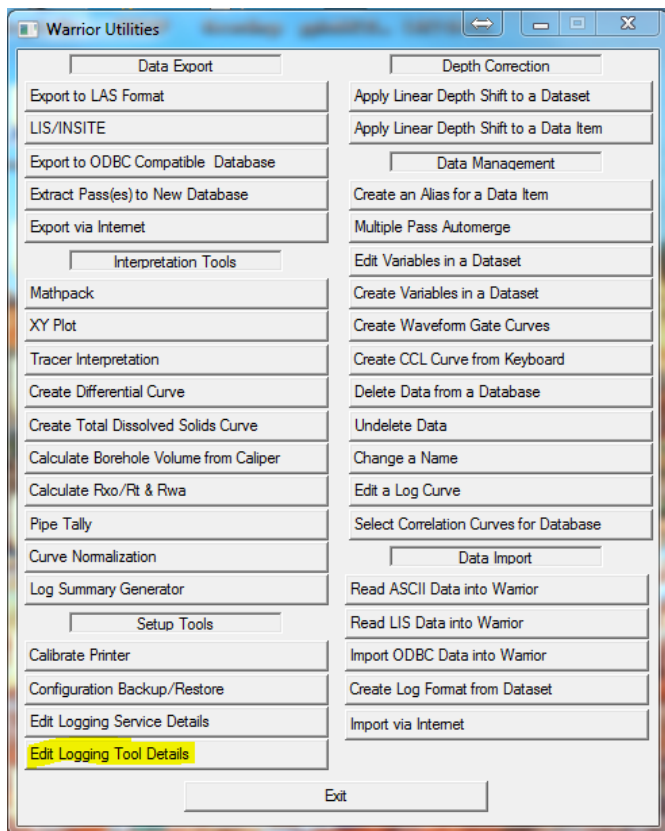 Warrior Utilities
Data Export
Export to LAS Format
LIS/INSITE
Export to ODBC Compatible Database
Extract Pass(es) to New Database
Export via Internet
Interpretation Tools
Mathpack
XY Plot
Tracer Interpretation
Create Differential Curve
Create Total Dissolved Solids Curve
Calculate Borehole Volume from Caliper
Calculate Rxo/Rt & Rwa
Pipe Tally
Curve Normalization
Log Summary Generator
Setup Tools
Calibrate Printer
Configuration Backup/Restore
Edit Logging Service Details
Edit Logging Tool Details
Depth Correction
Apply Linear Depth Shift to a Dataset
Apply Linear Depth Shift to a Data Item
Data Management
Create an Alias for a Data Item
Multiple Pass Automerge
Edit Variables in a Dataset
Create Variables in a Dataset
Create Waveform Gate Curves
Create CCL Curve from Keyboard
Delete Data from a Database
Undelete Data
Change a Name
Edit a Log Curve
Select Correlation Curves for Database
Data Import
Read ASCII Data into Warrior
Read LIS Data into Warrior
Import ODBC Data into Warrior
Create Log Format from Dataset
Import via Internet
Exit